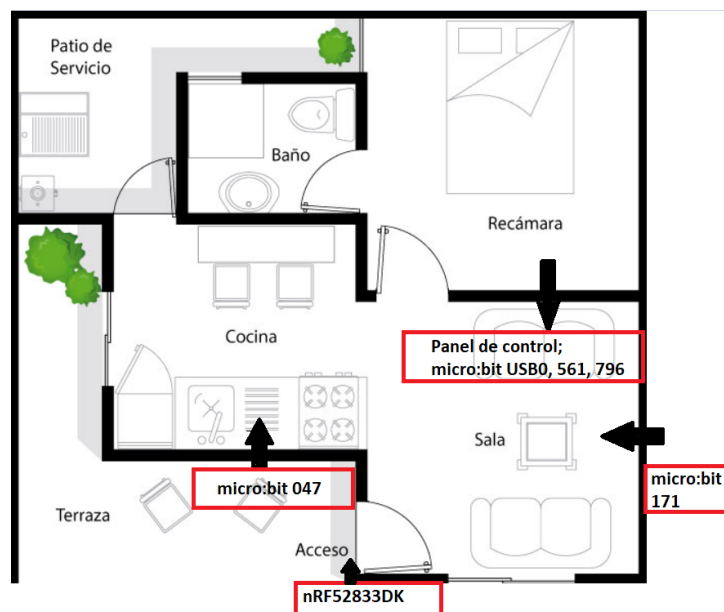 Patio de
Servicio
Baño
Recámara
Cocina
Panel de control;
micro:bit USB0, 561, 796
Sala
micro:bit
171
micro:bit 047
Terraza
Acceso
nRF52833DK